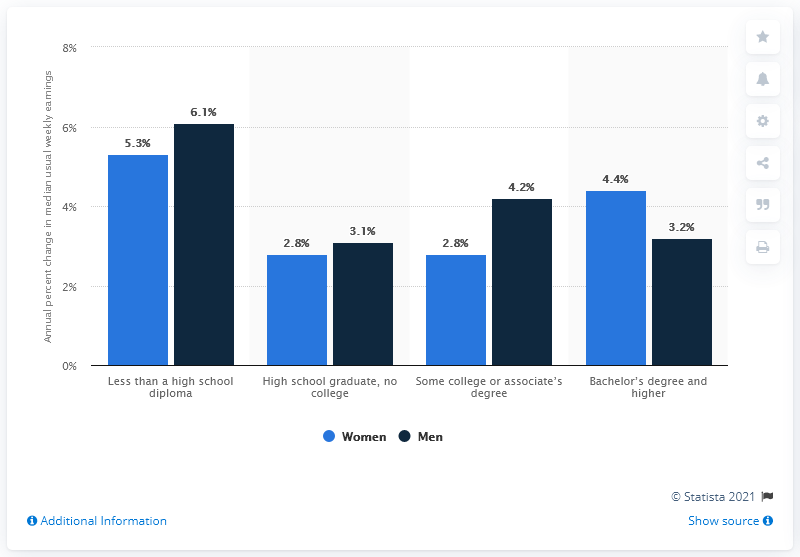 Annual percent change in median usual weekly earnings
8%
6%
4%
2%
0%
5.3%
6.1%
2.8%
3.1%
2.8%
4.2%
4.4%
3.2%
Less than a high school
diploma
High school graduate, no
college
Some college or associate’s
degree
Bachelor’s degree and
higher
Women
Men
© Statista 2021
Additional Information
Show source